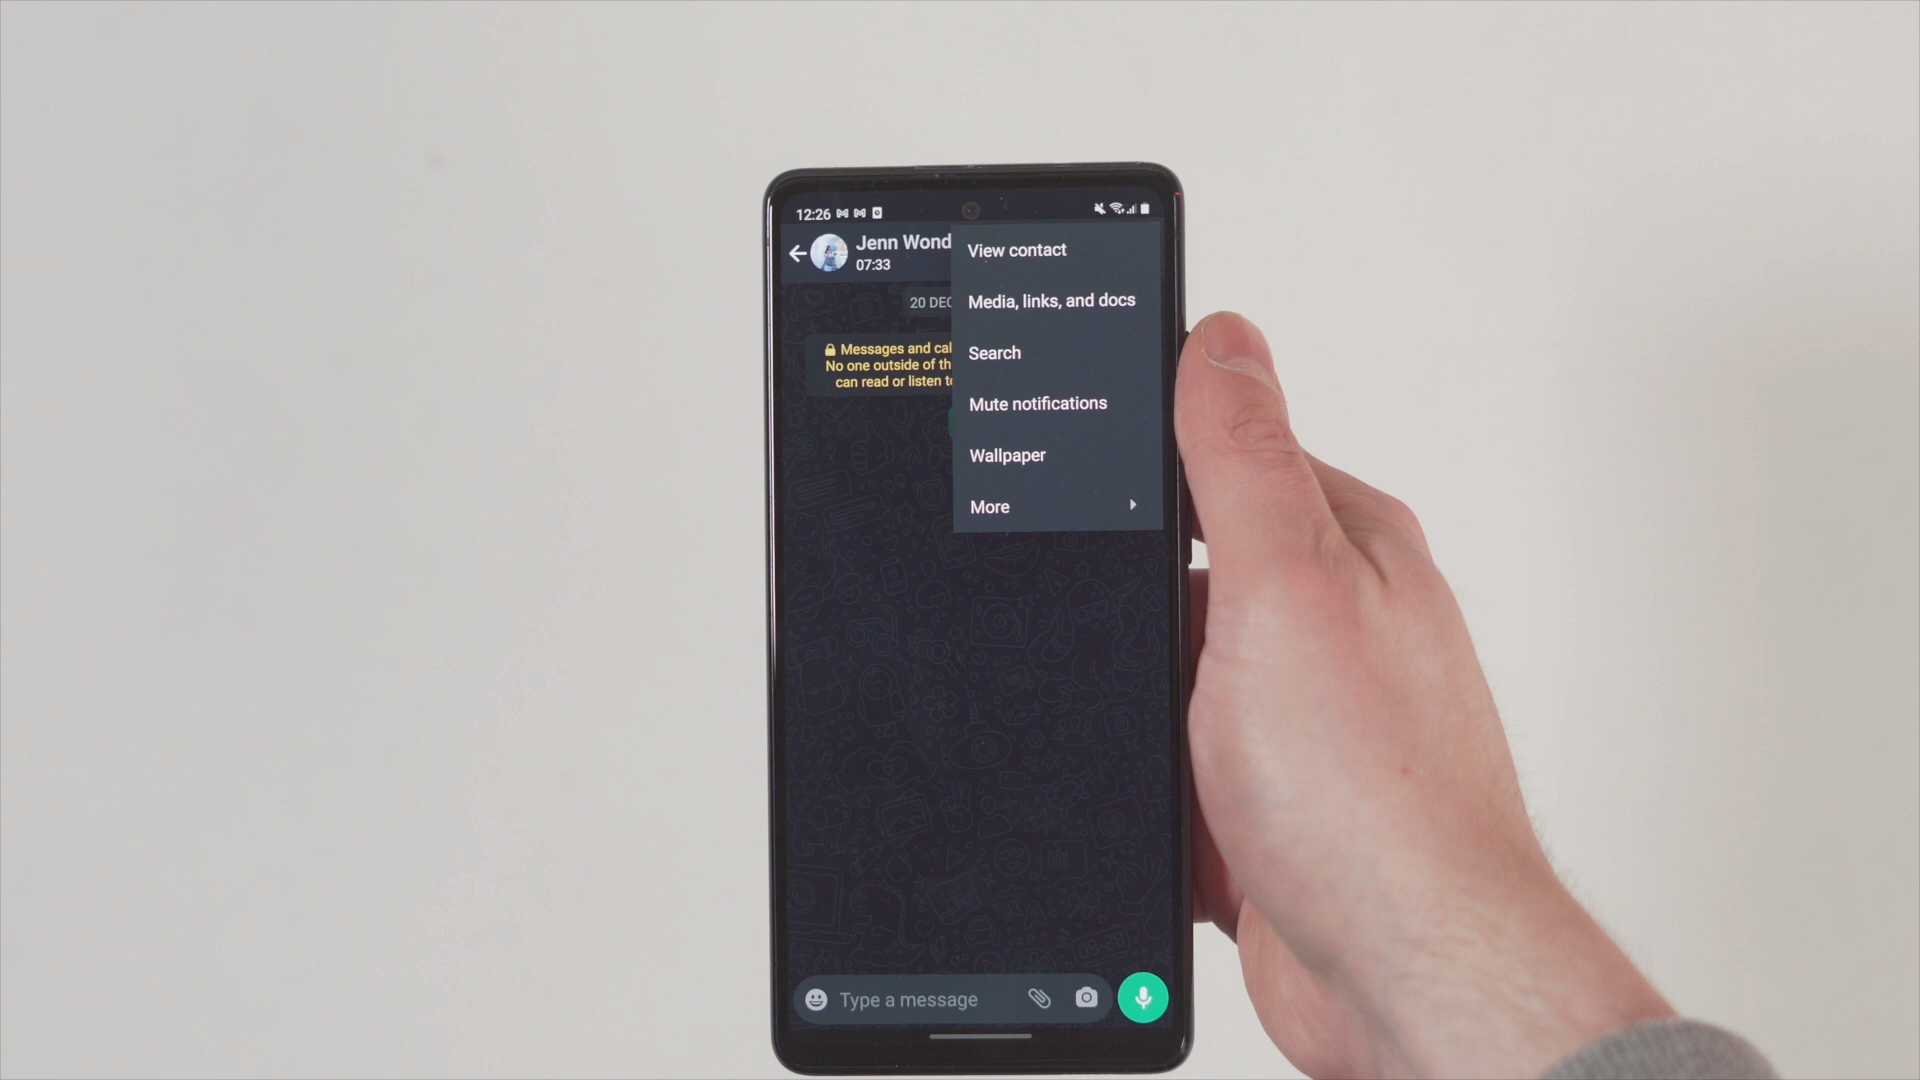 12:26
Jenn Wond
07:33
20 DEC
Messages and cal
No one outside of th
can read or listen to
View contact
Media, links, and docs
Search
Mute notifications
Wallpaper
More
Type a message